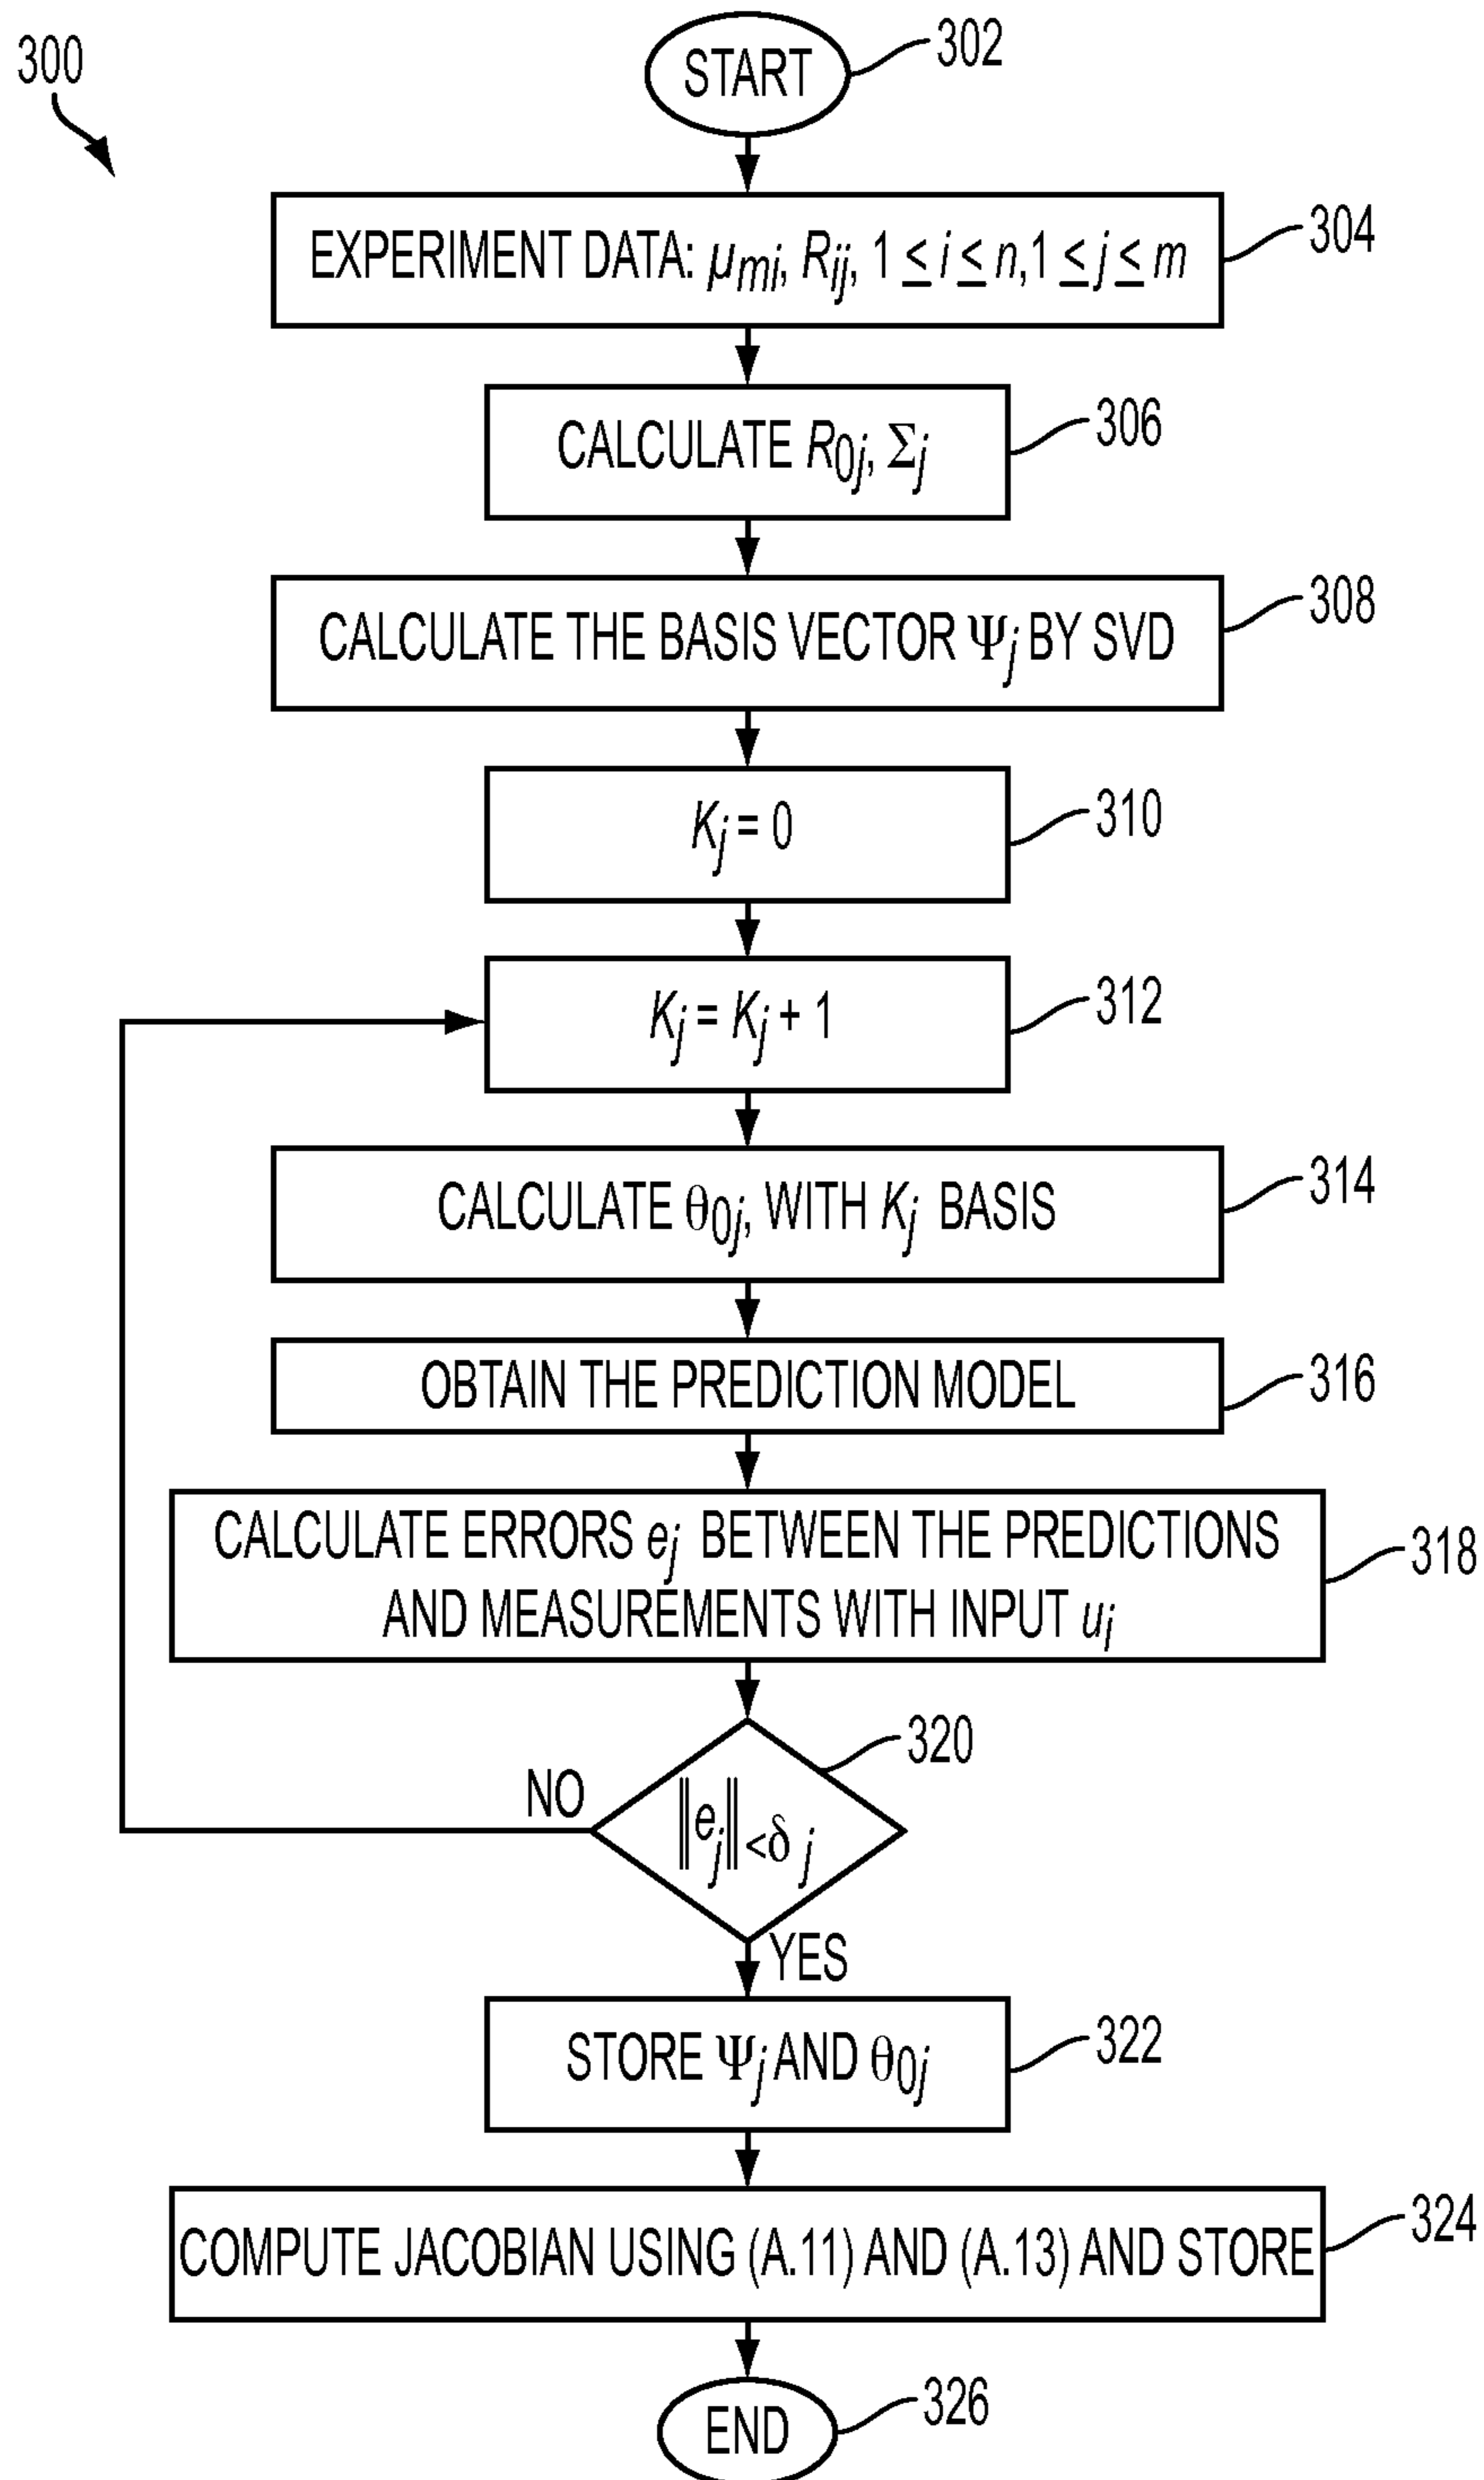 300
START
302
EXPERIMENT DATA: μmi, Rij, 1 ≤ i ≤ n, 1 ≤ j ≤ m
304
CALCULATE R0j, Σj
306
CALCULATE THE BASIS VECTOR Ψj BY SVD
308
Kj = 0
310
Kj = Kj + 1
312
CALCULATE θ0j, WITH Kj BASIS
314
OBTAIN THE PREDICTION MODEL
316
CALCULATE ERRORS ej BETWEEN THE PREDICTIONS
AND MEASUREMENTS WITH INPUT ui
318
320
NO
‖ej‖<δj
YES
STORE Ψj AND θ0j
322
COMPUTE JACOBIAN USING (A.11) AND (A.13) AND STORE
324
END
326